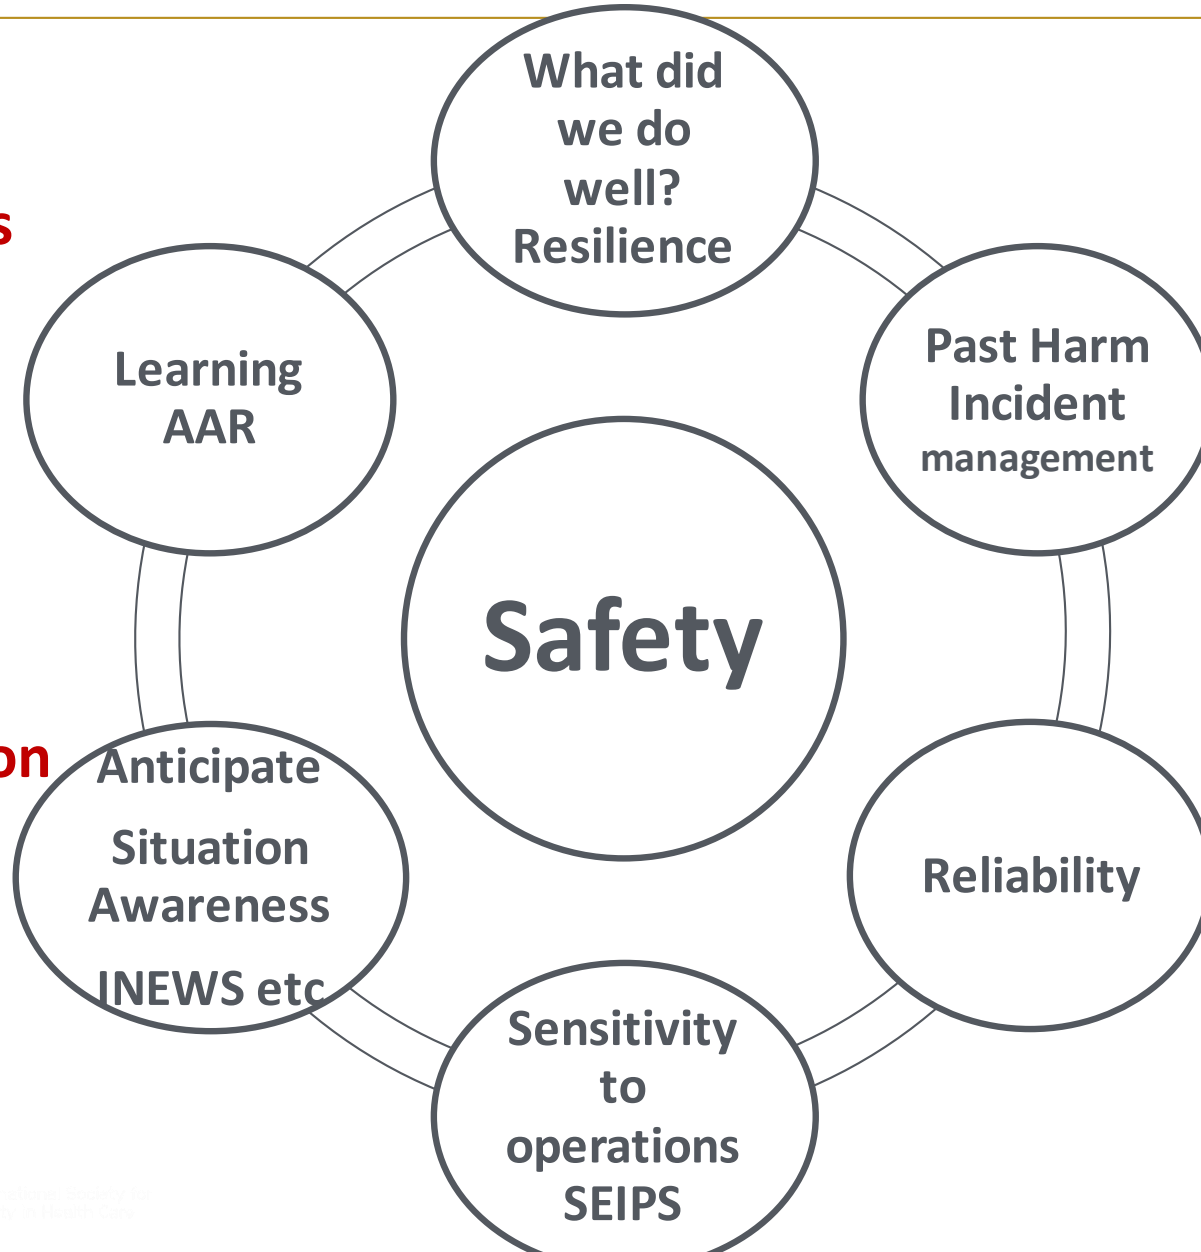 What did
we do
well?
Resilience
s
Learning
AAR
Past Harm
Incident
management
Safety
on
Anticipate
Situation
Awareness
INEWS etc
Reliability
Sensitivity
to
operations
SEIPS